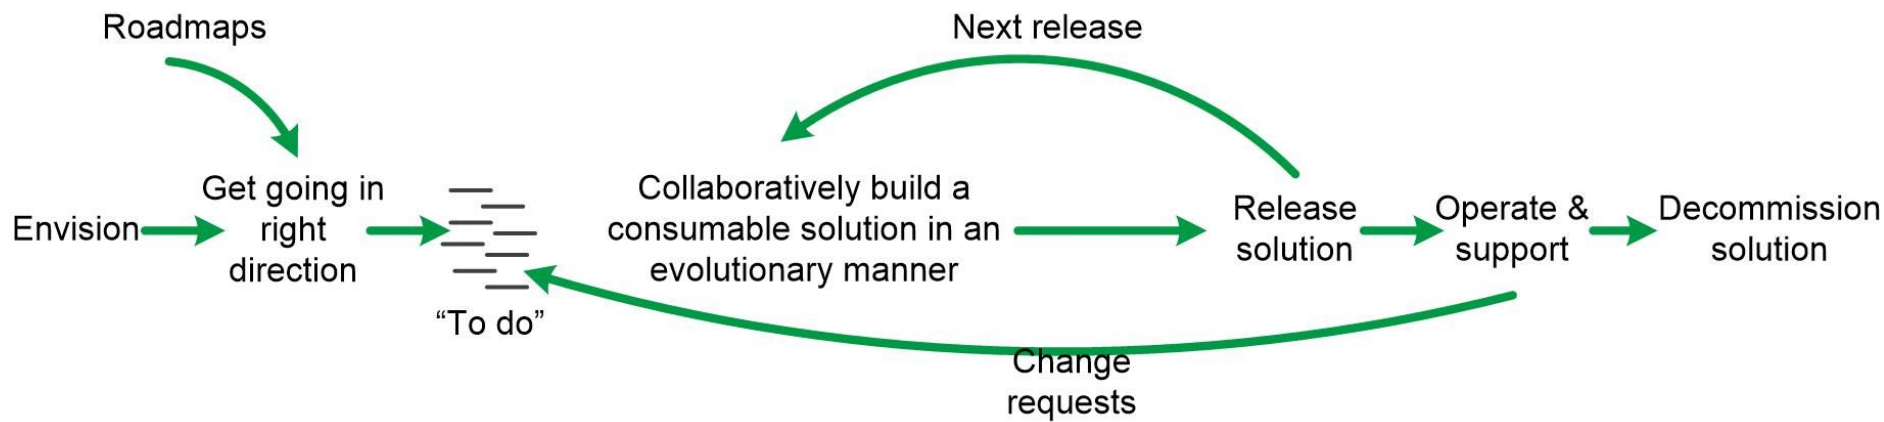 Roadmaps
Next release
Envision
Get going in
right
direction
“To do”
Collaboratively build a
consumable solution in an
evolutionary manner
Release
solution
Operate &
support
Decommission
solution
Change
requests